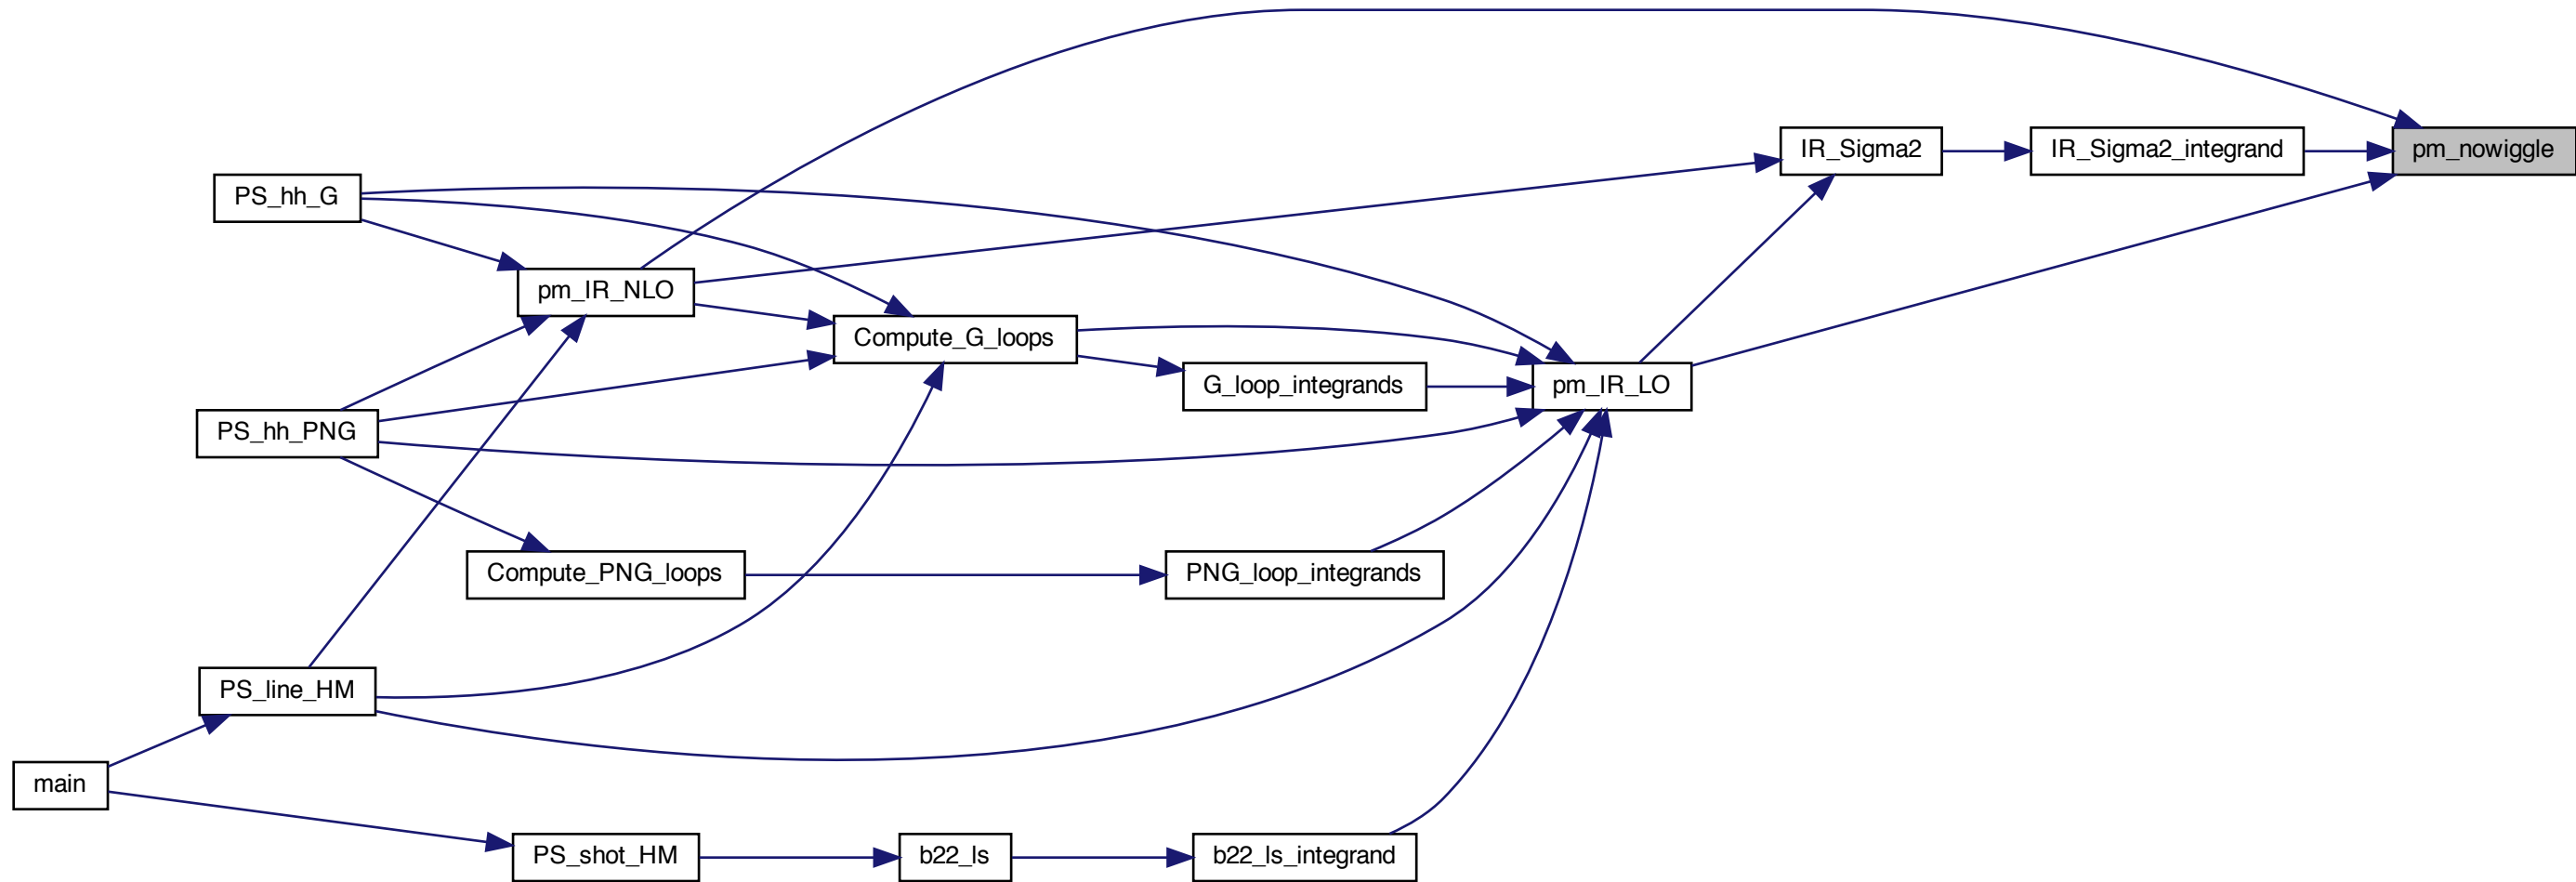 IR_Sigma2
IR_Sigma2_integrand
pm_nowiggle
PS_hh_G
pm_IR_NLO
Compute_G_loops
G_loop_integrands
pm_IR_LO
PS_hh_PNG
Compute_PNG_loops
PNG_loop_integrands
PS_line_HM
main
PS_shot_HM
b22_ls
b22_ls_integrand